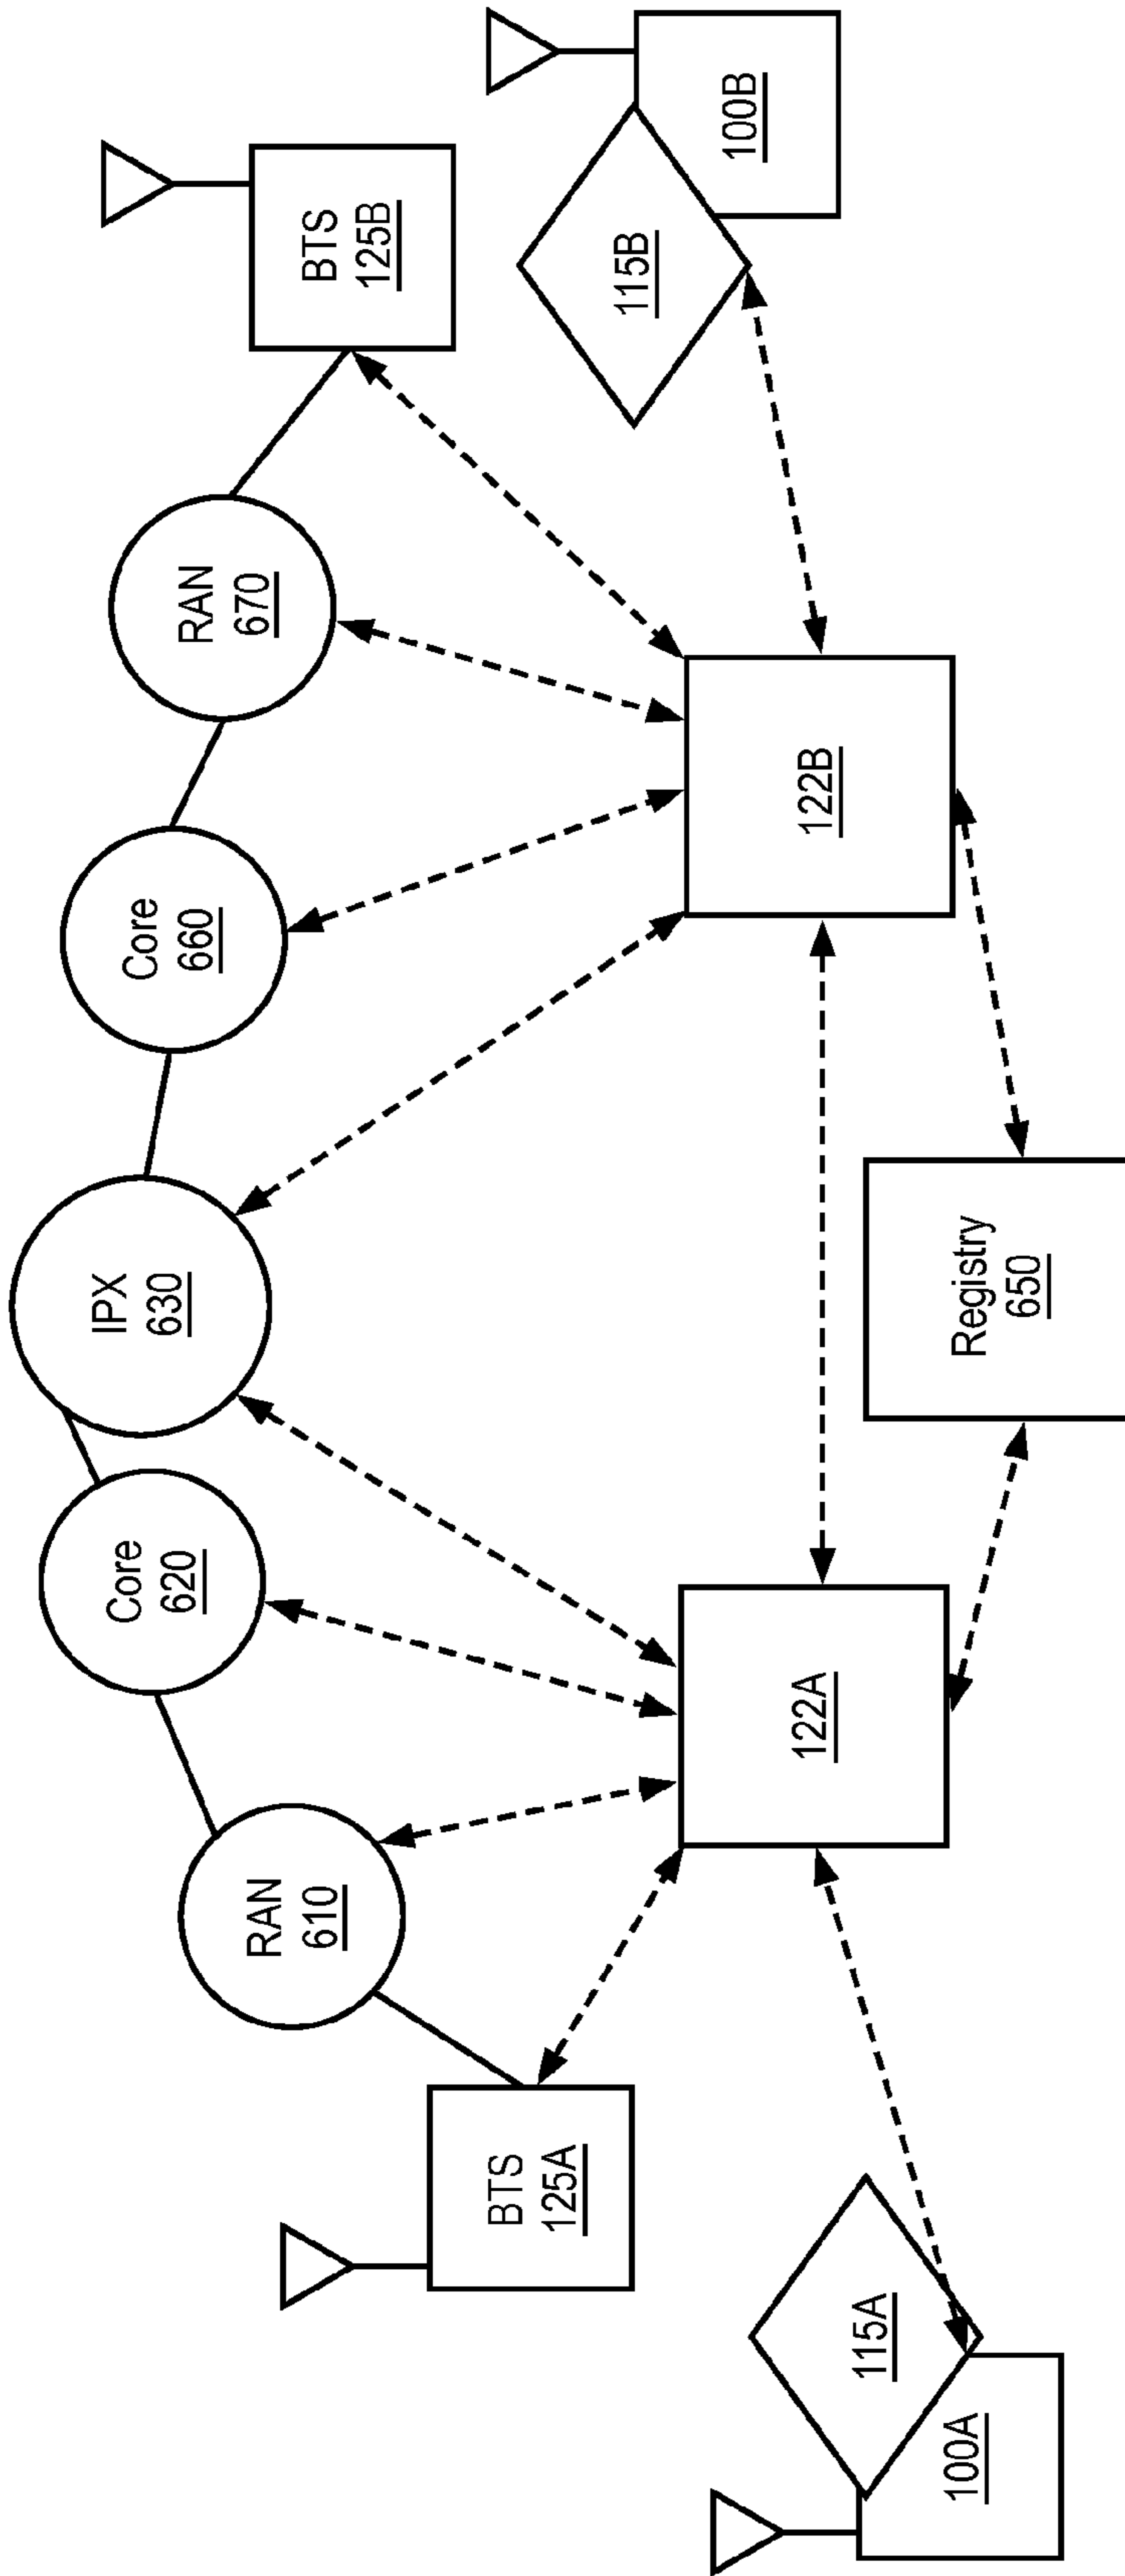 IPX
630
Core
620
Core
660
RAN
670
RAN
610
BTS
125B
BTS
125A
115B
100B
122A
122B
115A
100A
Registry
650